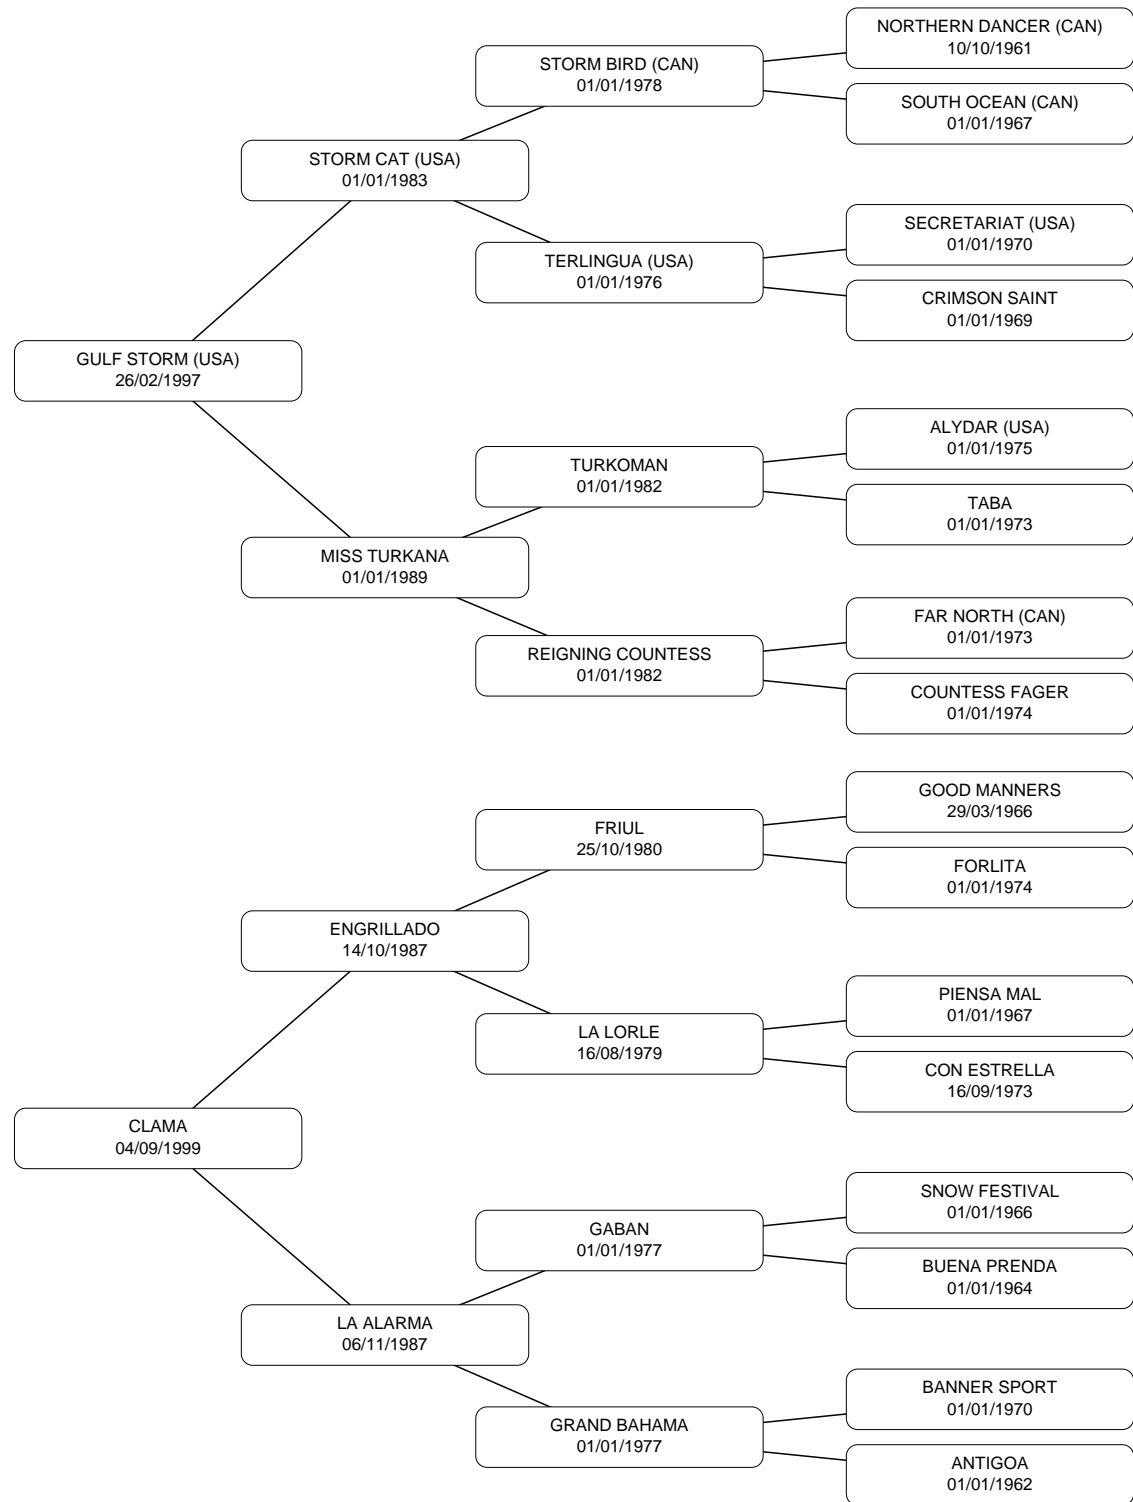 NORTHERN DANCER (CAN)
10/10/1961
STORM BIRD (CAN)
01/01/1978
SOUTH OCEAN (CAN)
01/01/1967
STORM CAT (USA)
01/01/1983
SECRETARIAT (USA)
01/01/1970
TERLINGUA (USA)
01/01/1976
CRIMSON SAINT
01/01/1969
GULF STORM (USA)
26/02/1997
ALYDAR (USA)
01/01/1975
TURKOMAN
01/01/1982
TABA
01/01/1973
MISS TURKANA
01/01/1989
FAR NORTH (CAN)
01/01/1973
REIGNING COUNTESS
01/01/1982
COUNTESS FAGER
01/01/1974
GOOD MANNERS
29/03/1966
FRIUL
25/10/1980
FORLITA
01/01/1974
ENGRILLADO
14/10/1987
PIENSA MAL
01/01/1967
LA LORLE
16/08/1979
CON ESTRELLA
16/09/1973
CLAMA
04/09/1999
SNOW FESTIVAL
01/01/1966
GABAN
01/01/1977
BUENA PRENDA
01/01/1964
LA ALARMA
06/11/1987
BANNER SPORT
01/01/1970
GRAND BAHAMA
01/01/1977
ANTIGOA
01/01/1962